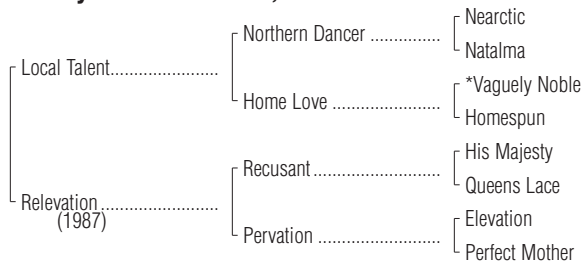 Northern Dancer ................. Nearctic
Natalma
Local Talent..........................
Home Love .......................... *Vaguely Noble
Homespun
Recusant.............................. His Majesty
Queens Lace
Relevation............................
(1987)
Pervation ............................. Elevation
Perfect Mother